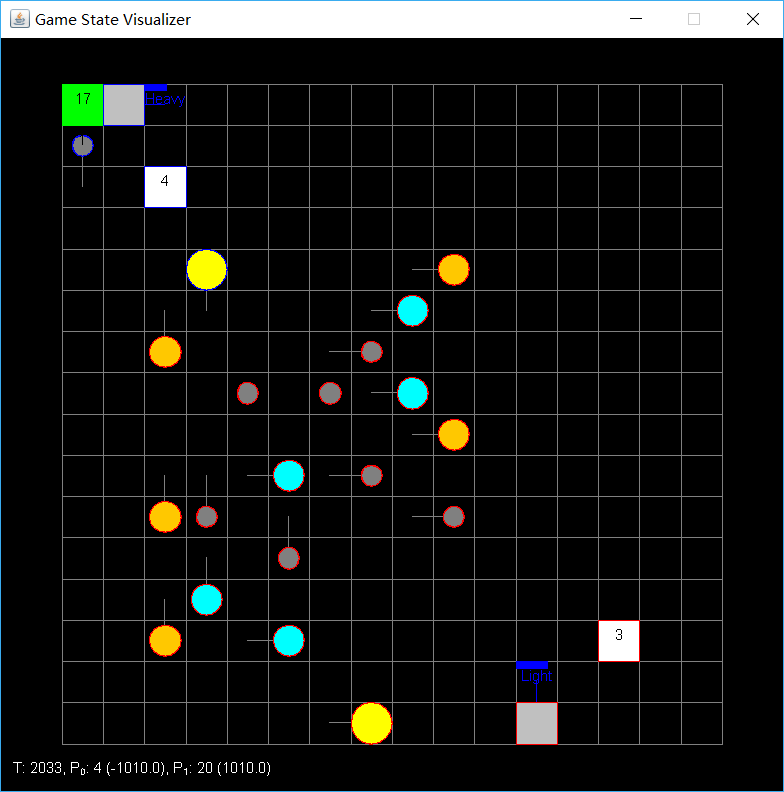 Game State Visualizer
17
Heavy
4
3
Light
T: 2033, P₀: 4 (-1010.0), P₁: 20 (1010.0)